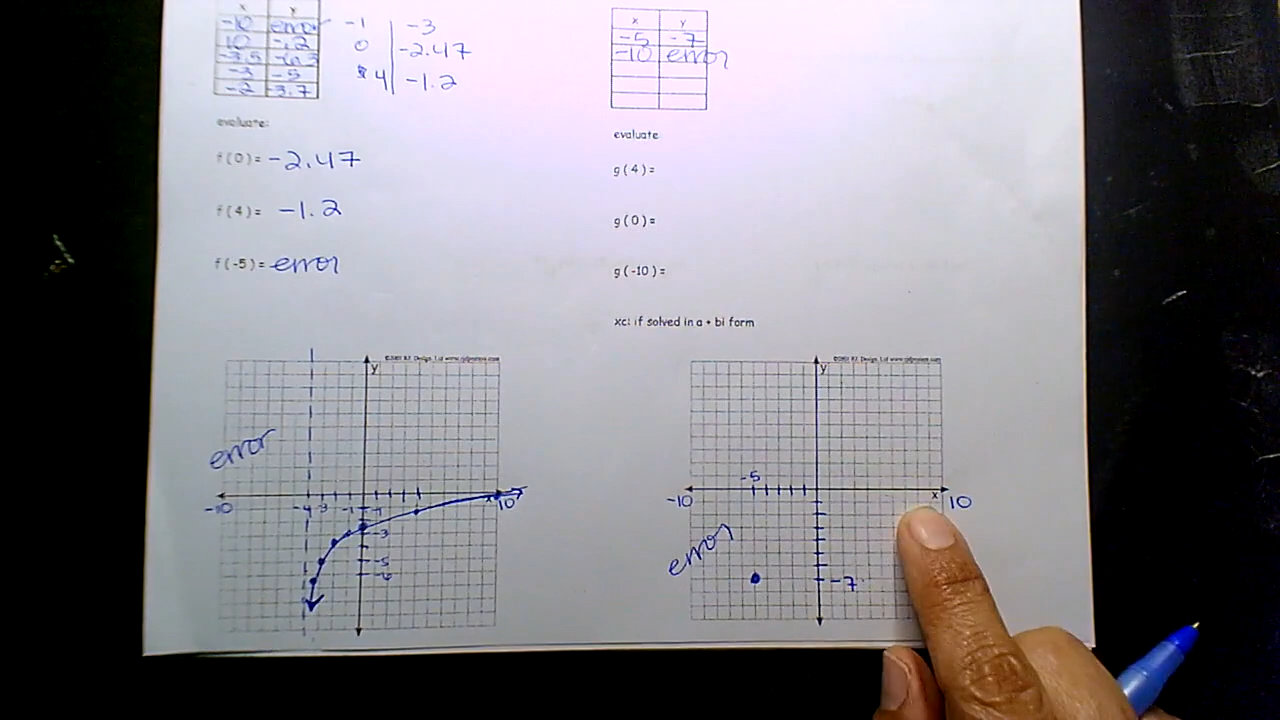 x y
-10 error
10 -.2
-3.5 -6.3
-3 -5
-2 -3.7
-1 -3
0 -2.47
4 -1.2
evaluate:
f(0) = -2.47
f(4) = -1.2
f(-5) = error
y
error
-10 -4 -3 -1 -1 x 10
-3
-5
-6
x y
-5 -7
-10 error
evaluate
g(4) =
g(0) =
g(-10) =
xc: if solved in a + bi form
y
-5
-10 x 10
error
-7